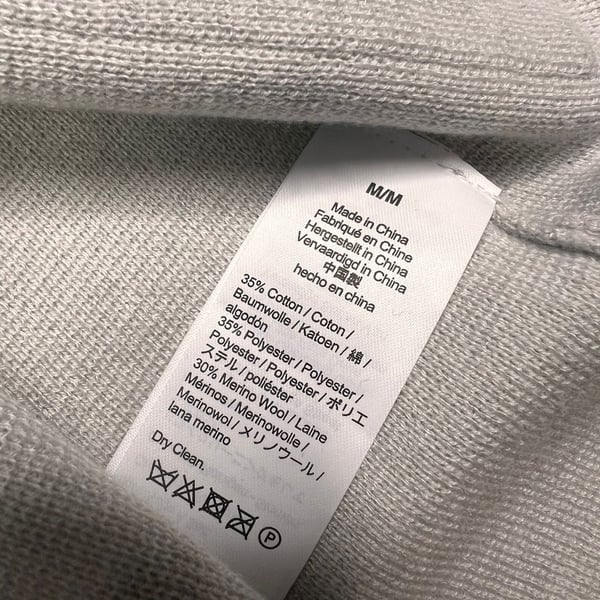 M/M
Made in China
Fabriqué en Chine
Hergestellt in China
Vervaardigd in China
中国製
hecho en china
35% Cotton / Coton /
Baumwolle / Katoen / 綿 /
algodón
35% Polyester / Polyester /
Polyester / Polyester / ポリエ
ステル / poliéster
30% Merino Wool / Laine
Mérinos / Merinowolle /
Merinowol / メリノウール /
lana merino
Dry Clean.
P